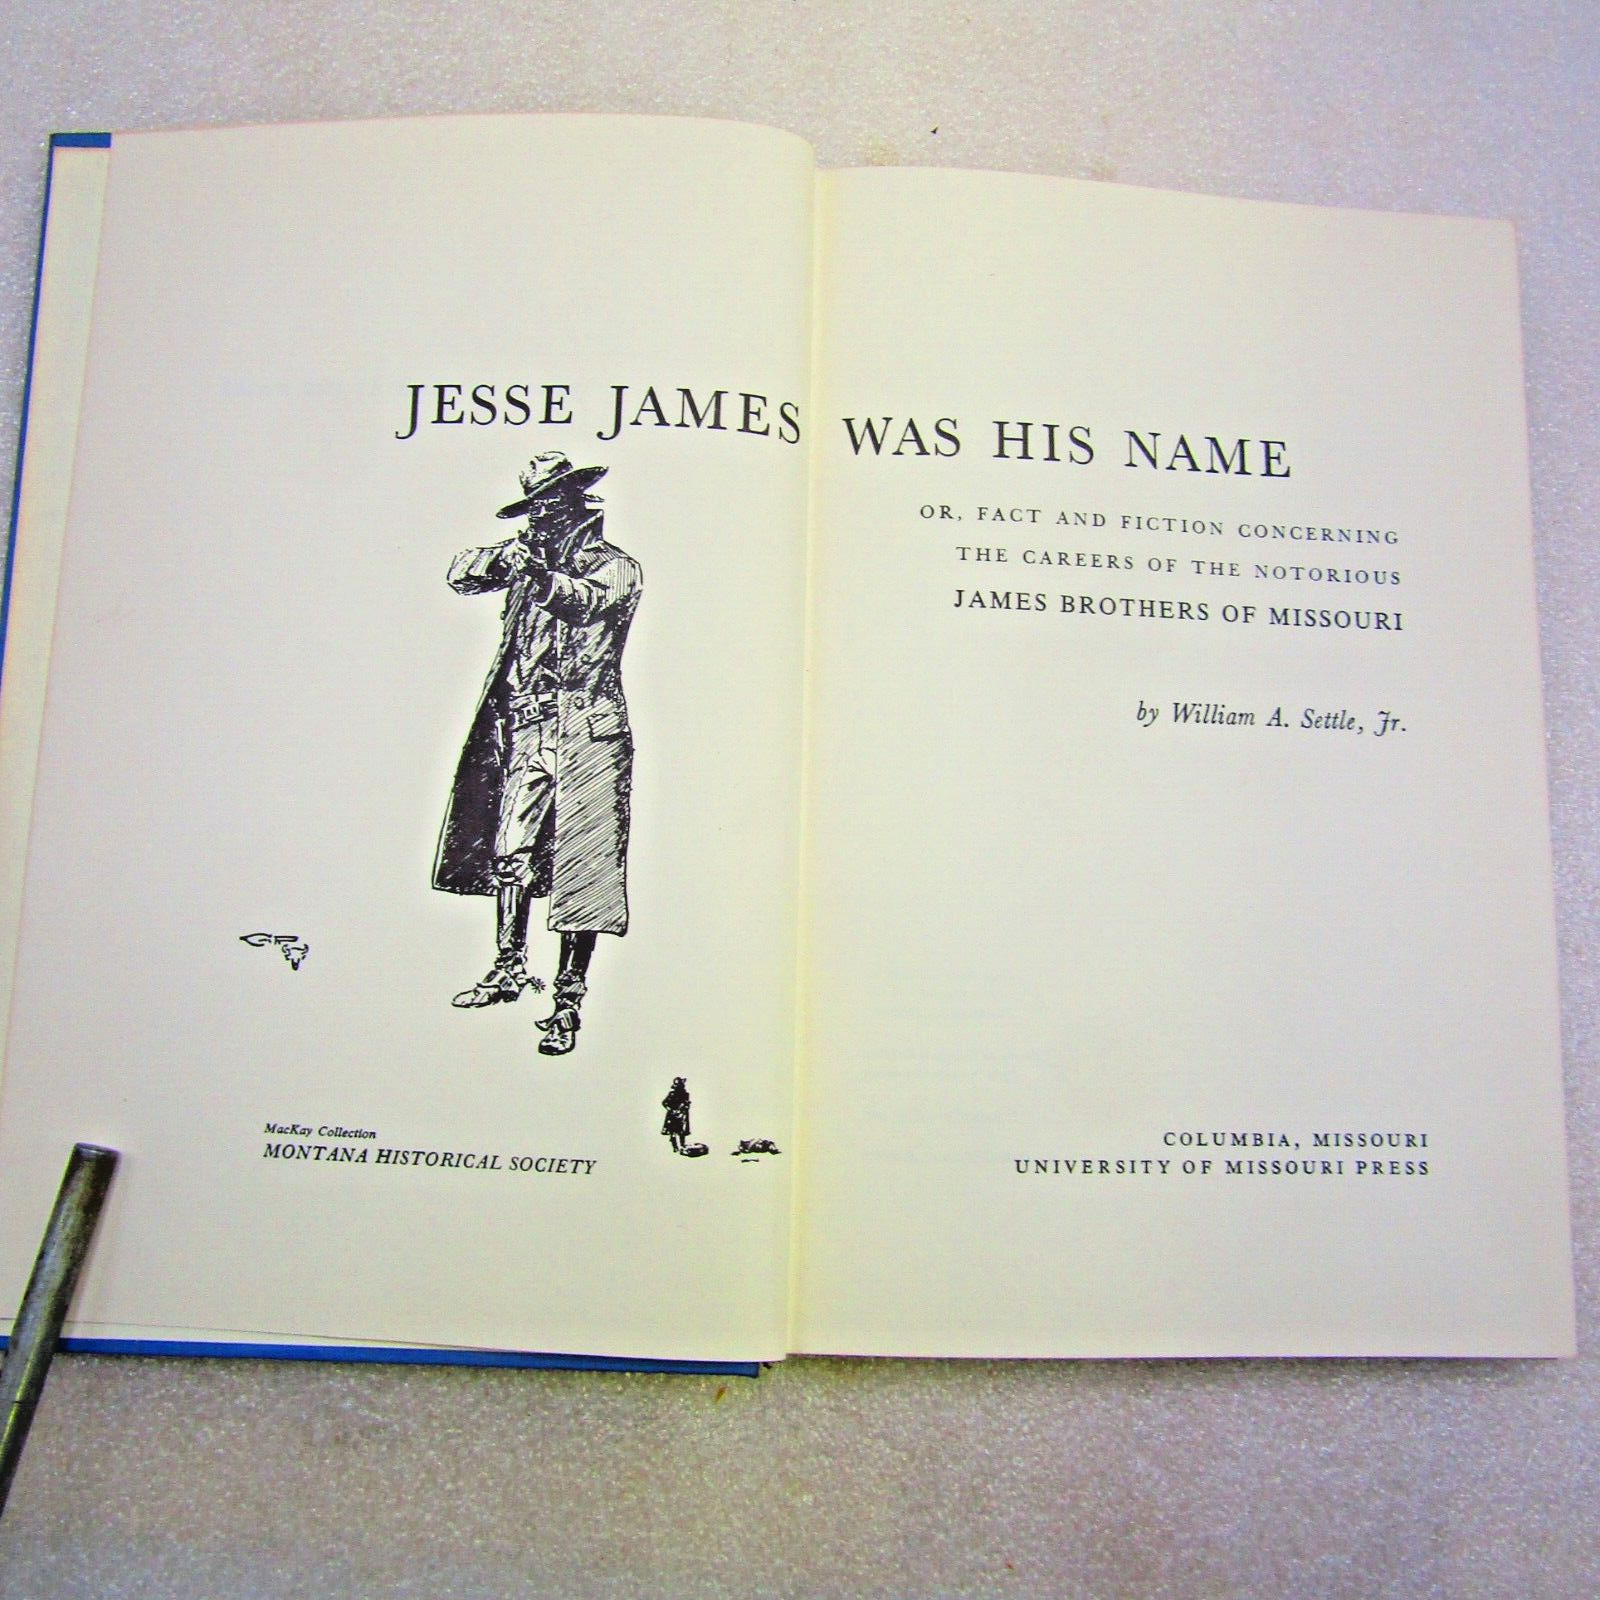 JESSE JAMES WAS HIS NAME
OR, FACT AND FICTION CONCERNING
THE CAREERS OF THE NOTORIOUS
JAMES BROTHERS OF MISSOURI
by William A. Settle, Jr.
MacKay Collection
MONTANA HISTORICAL SOCIETY
COLUMBIA, MISSOURI
UNIVERSITY OF MISSOURI PRESS